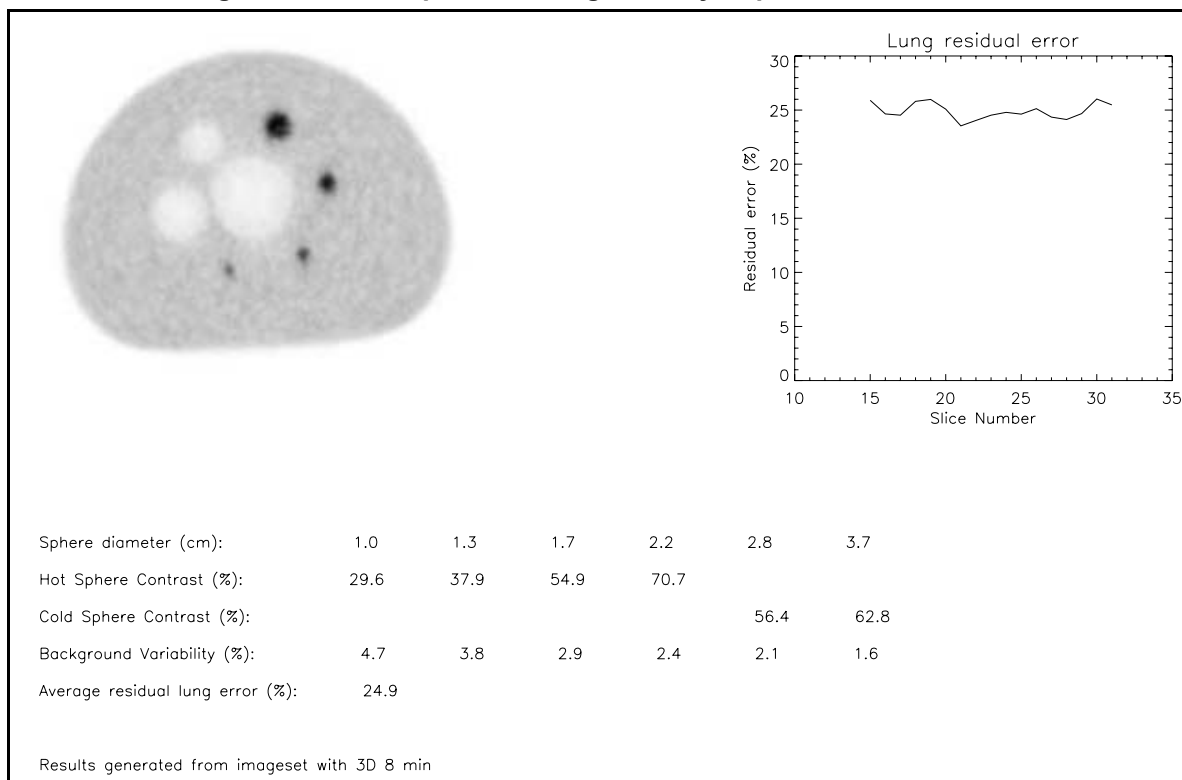 Lung residual error
30
25
20
15
10
5
0
Residual error (%)
10 15 20 25 30 35
Slice Number
Sphere diameter (cm): 1.0 1.3 1.7 2.2 2.8 3.7
Hot Sphere Contrast (%): 29.6 37.9 54.9 70.7
Cold Sphere Contrast (%): 56.4 62.8
Background Variability (%): 4.7 3.8 2.9 2.4 2.1 1.6
Average residual lung error (%): 24.9
Results generated from imageset with 3D 8 min